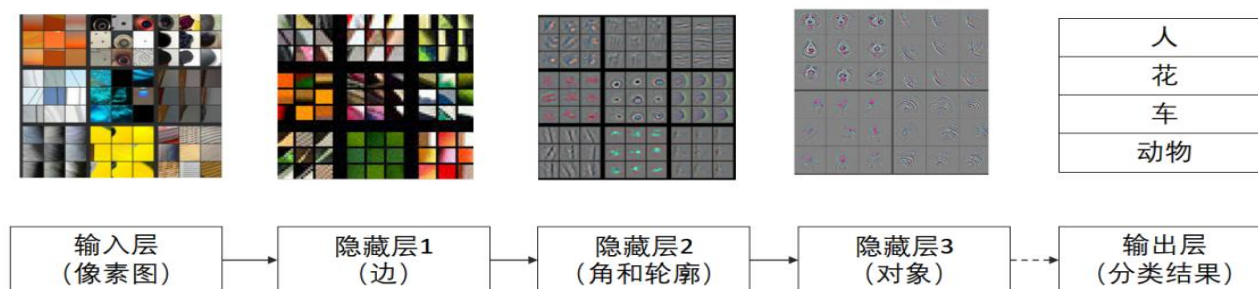 人
花
车
动物
输入层
（像素图）
隐藏层1
（边）
隐藏层2
（角和轮廓）
隐藏层3
（对象）
输出层
（分类结果）